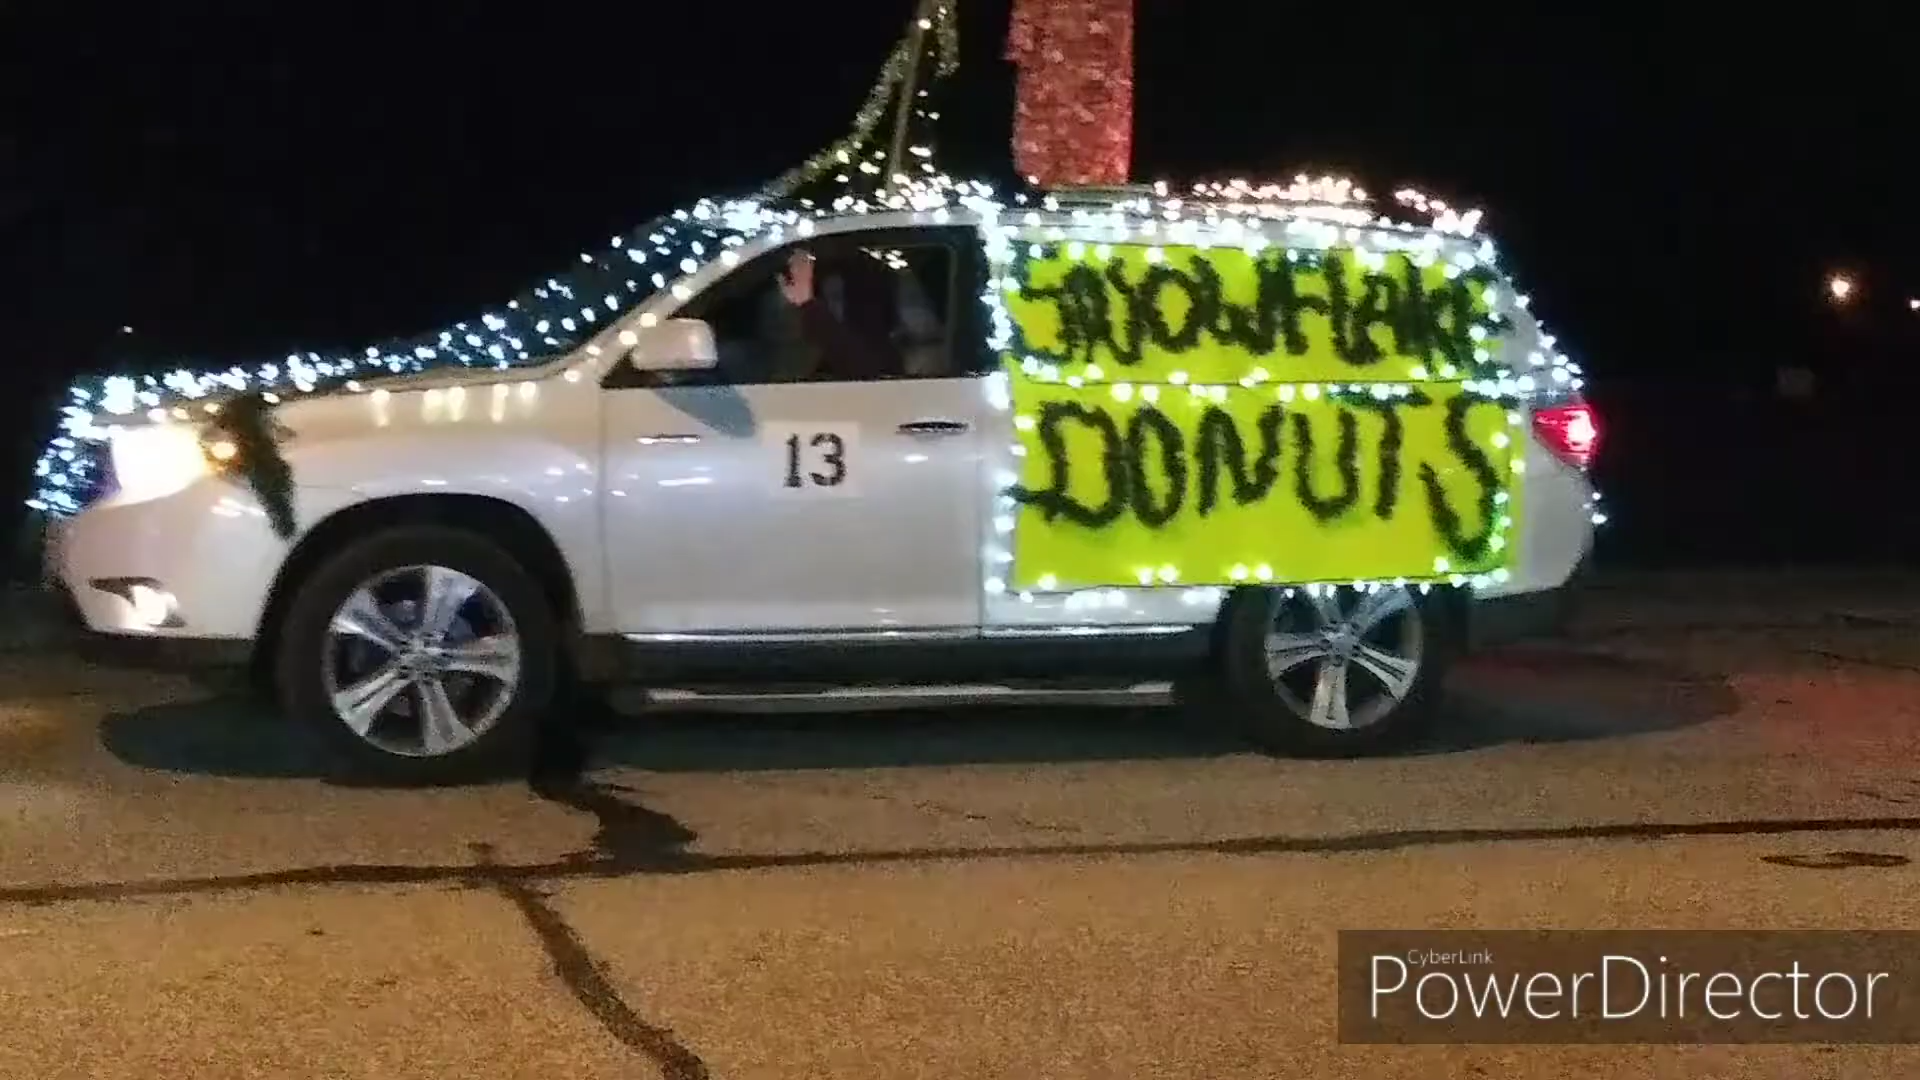 SNOWFLAKE
DONUTS
13
CyberLink
PowerDirector